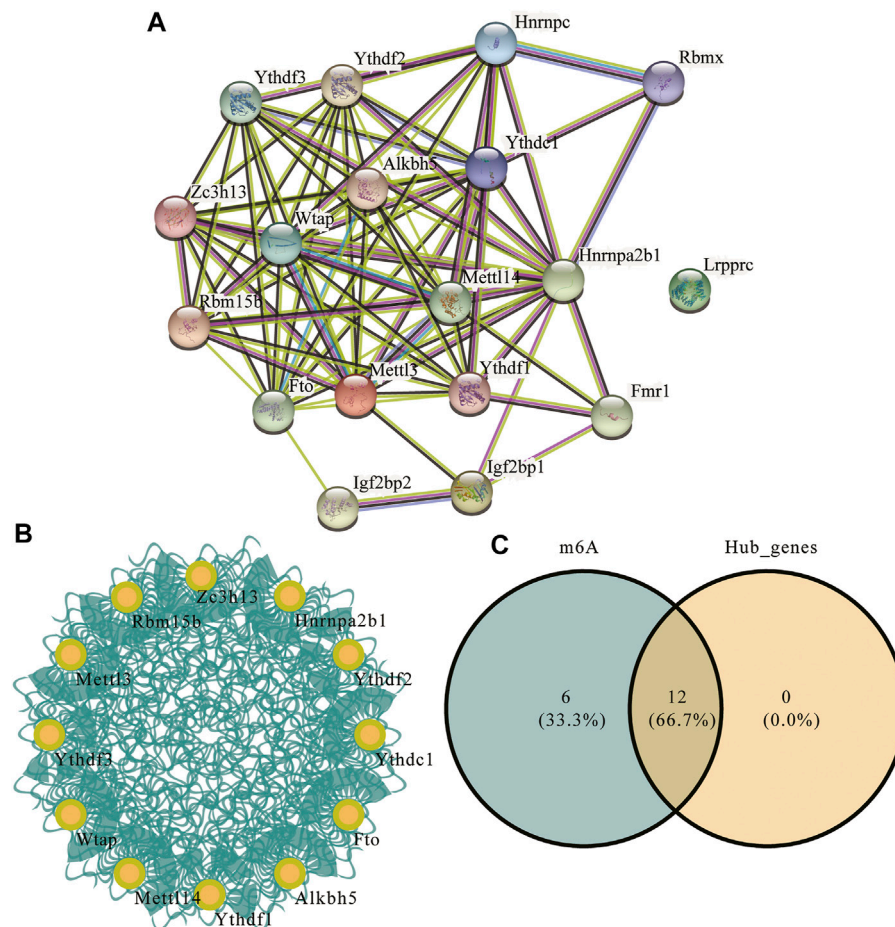 A
Hnrnpc
Rbmx
Ythdf2
Ythdf3
Ythdc1
Alkbh5
Zc3h13
Wtap
Hnrnpa2b1
Lrpprc
Mettl14
Rbm15b
Mettl3
Ythdf1
Fto
Fmr1
Igf2bp1
Igf2bp2
B
Zc3h13
Rbm15b
Hnrnpa2b1
Mettl3
Ythdf2
Ythdf3
Ythdc1
Wtap
Fto
Mettl14
Alkbh5
Ythdf1
C
m6A
Hub_genes
6
(33.3%)
12
(66.7%)
0
(0.0%)